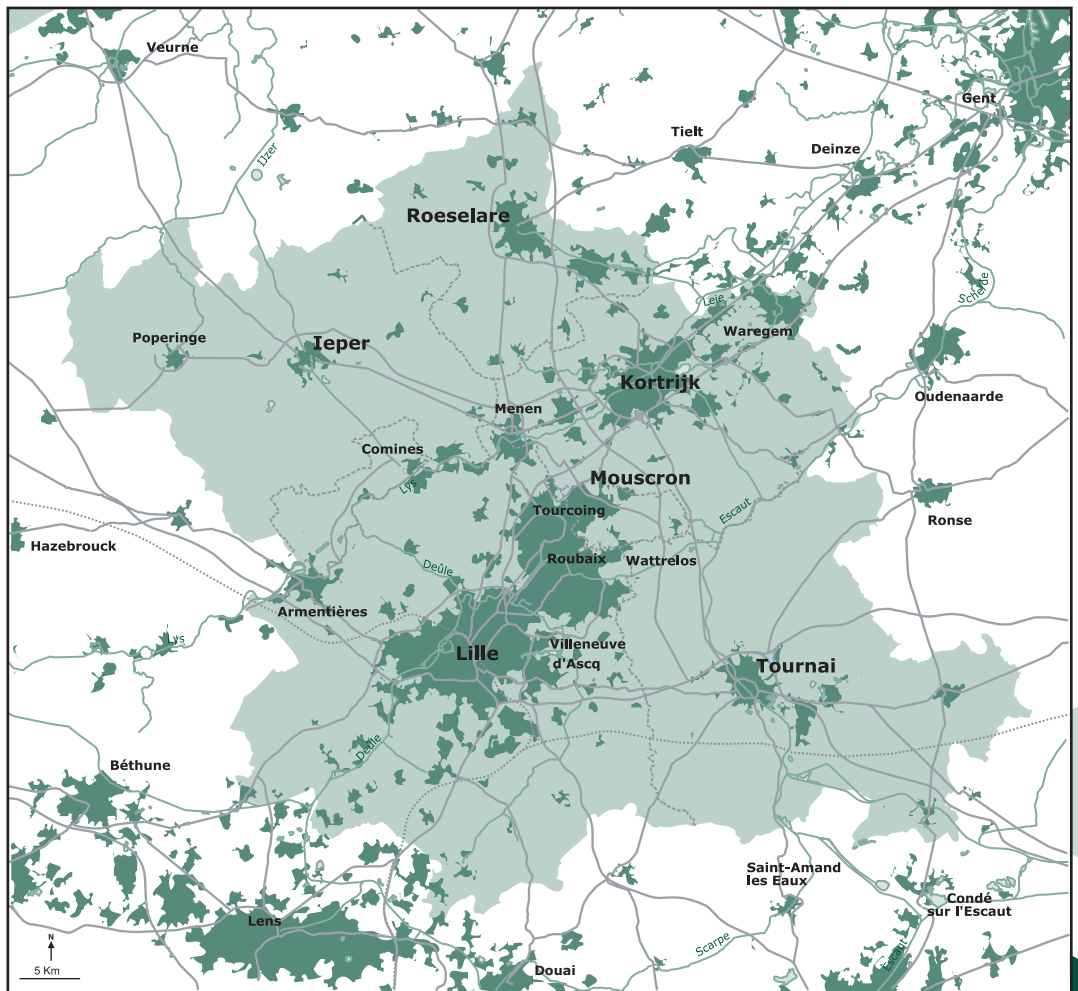 Veurne
Gent
Tielt
Deinze
IJzer
Roeselare
Schelde
Leie
Waregem
Poperinge
Ieper
Kortrijk
Oudenaarde
Menen
Comines
Lys
Mouscron
Escaut
Tourcoing
Ronse
Hazebrouck
Roubaix
Wattrelos
Deûle
Armentières
Lys
Villeneuve
d'Ascq
Lille
Tournai
Deûle
Béthune
Saint-Amand
les Eaux
Condé
sur l'Escaut
Lens
Scarpe
Escaut
Douai
N
5 Km